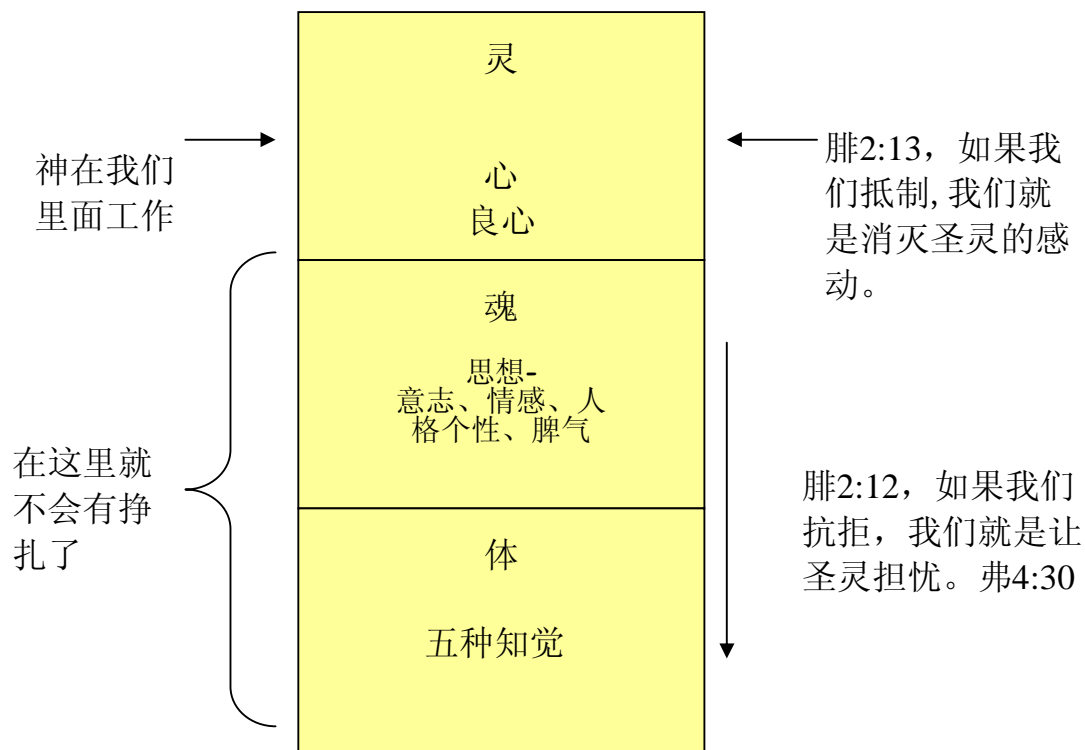 灵
心
良心
神在我们
里面工作
腓2:13，如果我
们抵制, 我们就
是消灭圣灵的感
动。
魂
思想-
意志、情感、人
格个性、脾气
在这里就
不会有挣
扎了
腓2:12，如果我们
抗拒，我们就是让
圣灵担忧。弗4:30
体
五种知觉